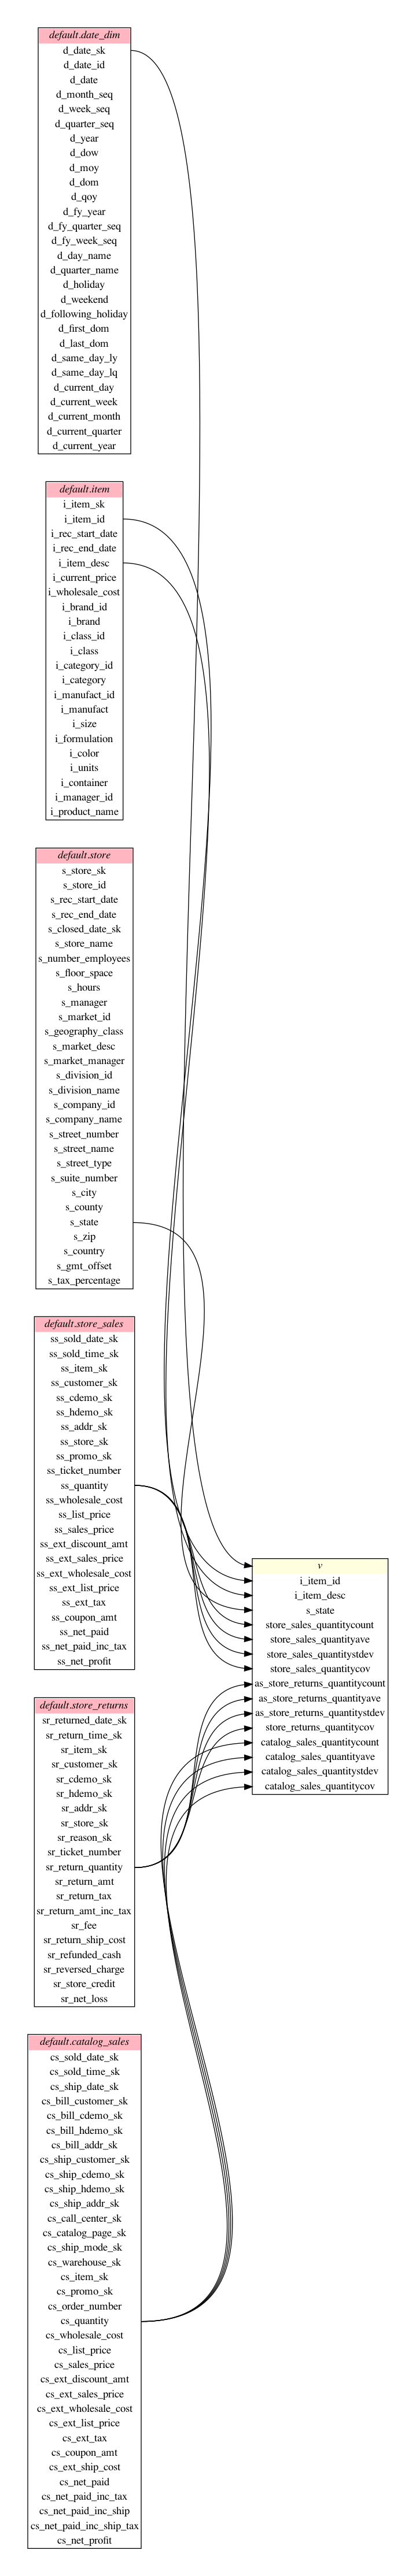 default.date_dim
d_date_sk
d_date_id
d_date
d_month_seq
d_week_seq
d_quarter_seq
d_year
d_dow
d_moy
d_dom
d_qoy
d_fy_year
d_fy_quarter_seq
d_fy_week_seq
d_day_name
d_quarter_name
d_holiday
d_weekend
d_following_holiday
d_first_dom
d_last_dom
d_same_day_ly
d_same_day_lq
d_current_day
d_current_week
d_current_month
d_current_quarter
d_current_year
default.item
i_item_sk
i_item_id
i_rec_start_date
i_rec_end_date
i_item_desc
i_current_price
i_wholesale_cost
i_brand_id
i_brand
i_class_id
i_class
i_category_id
i_category
i_manufact_id
i_manufact
i_size
i_formulation
i_color
i_units
i_container
i_manager_id
i_product_name
default.store
s_store_sk
s_store_id
s_rec_start_date
s_rec_end_date
s_closed_date_sk
s_store_name
s_number_employees
s_floor_space
s_hours
s_manager
s_market_id
s_geography_class
s_market_desc
s_market_manager
s_division_id
s_division_name
s_company_id
s_company_name
s_street_number
s_street_name
s_street_type
s_suite_number
s_city
s_county
s_state
s_zip
s_country
s_gmt_offset
s_tax_percentage
default.store_sales
ss_sold_date_sk
ss_sold_time_sk
ss_item_sk
ss_customer_sk
ss_cdemo_sk
ss_hdemo_sk
ss_addr_sk
ss_store_sk
ss_promo_sk
ss_ticket_number
ss_quantity
ss_wholesale_cost
ss_list_price
ss_sales_price
ss_ext_discount_amt
ss_ext_sales_price
ss_ext_wholesale_cost
ss_ext_list_price
ss_ext_tax
ss_coupon_amt
ss_net_paid
ss_net_paid_inc_tax
ss_net_profit
default.store_returns
sr_returned_date_sk
sr_return_time_sk
sr_item_sk
sr_customer_sk
sr_cdemo_sk
sr_hdemo_sk
sr_addr_sk
sr_store_sk
sr_reason_sk
sr_ticket_number
sr_return_quantity
sr_return_amt
sr_return_tax
sr_return_amt_inc_tax
sr_fee
sr_return_ship_cost
sr_refunded_cash
sr_reversed_charge
sr_store_credit
sr_net_loss
default.catalog_sales
cs_sold_date_sk
cs_sold_time_sk
cs_ship_date_sk
cs_bill_customer_sk
cs_bill_cdemo_sk
cs_bill_hdemo_sk
cs_bill_addr_sk
cs_ship_customer_sk
cs_ship_cdemo_sk
cs_ship_hdemo_sk
cs_ship_addr_sk
cs_call_center_sk
cs_catalog_page_sk
cs_ship_mode_sk
cs_warehouse_sk
cs_item_sk
cs_promo_sk
cs_order_number
cs_quantity
cs_wholesale_cost
cs_list_price
cs_sales_price
cs_ext_discount_amt
cs_ext_sales_price
cs_ext_wholesale_cost
cs_ext_list_price
cs_ext_tax
cs_coupon_amt
cs_ext_ship_cost
cs_net_paid
cs_net_paid_inc_tax
cs_net_paid_inc_ship
cs_net_paid_inc_ship_tax
cs_net_profit
v
i_item_id
i_item_desc
s_state
store_sales_quantitycount
store_sales_quantityave
store_sales_quantitystdev
store_sales_quantitycov
as_store_returns_quantitycount
as_store_returns_quantityave
as_store_returns_quantitystdev
store_returns_quantitycov
catalog_sales_quantitycount
catalog_sales_quantityave
catalog_sales_quantitystdev
catalog_sales_quantitycov